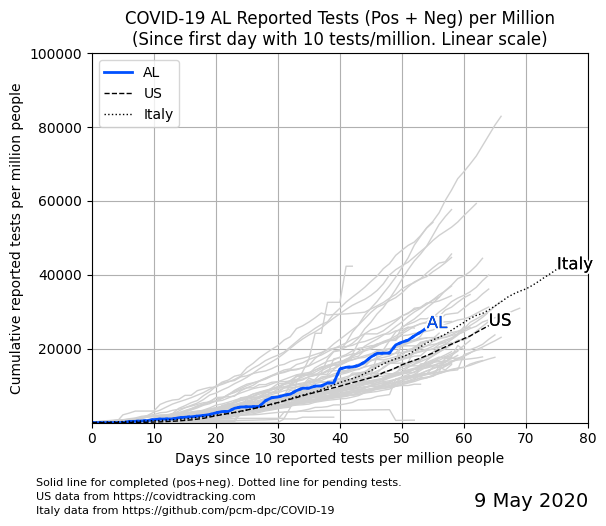 COVID-19 AL Reported Tests (Pos + Neg) per Million
(Since first day with 10 tests/million. Linear scale)
Cumulative reported tests per million people
100000
80000
60000
40000
20000
AL
US
Italy
Italy
AL
US
0 10 20 30 40 50 60 70 80
Days since 10 reported tests per million people
Solid line for completed (pos+neg). Dotted line for pending tests.
US data from https://covidtracking.com
Italy data from https://github.com/pcm-dpc/COVID-19
9 May 2020